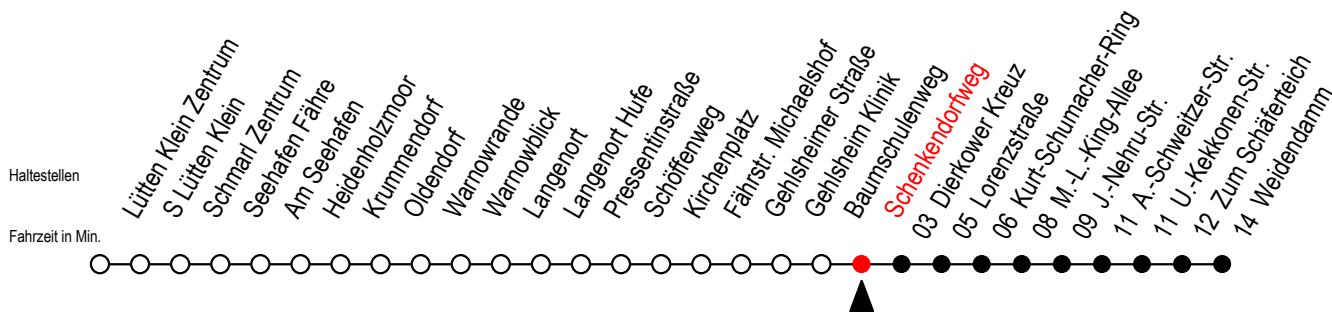 Haltestellen
Fahrzeit in Min.
Lütten Klein Zentrum
S Lütten Klein
Schmarl Zentrum
Seehafen Fähre
Am Seehafen
Heidenholzmoor
Krummendorf
Oldendorf
Warnowrande
Warnowblick
Langenort
Langenort Hufe
Pressentinstraße
Schöffenweg
Kirchenplatz
Fährstr. Michaelshof
Gehlsheimer Straße
Gehlsheim Klinik
Baumschulenweg
Schenkendorfweg
03 Dierkower Kreuz
05 Lorenzstraße
06 Kurt-Schumacher-Ring
08 M.-L.-King-Allee
09 J.-Nehru-Str.
11 A.-Schweitzer-Str.
11 U.-Kekkonen-Str.
12 Zum Schäferteich
14 Weidendamm